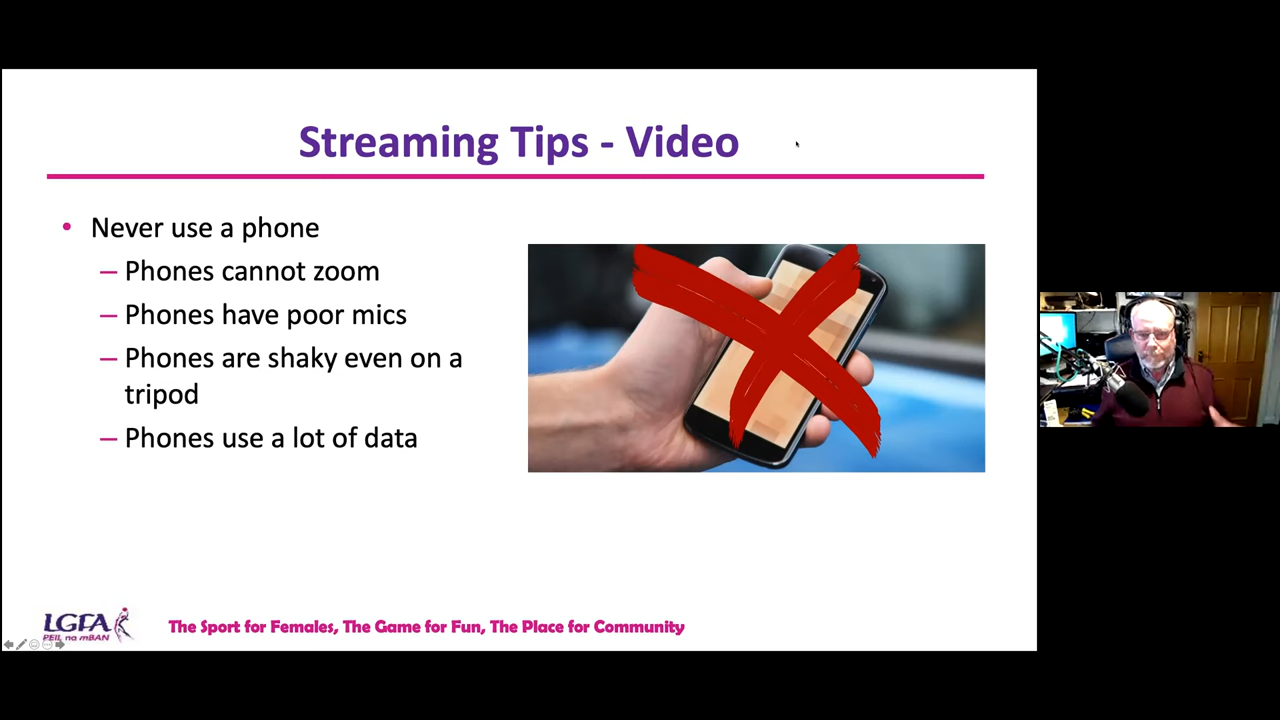 Streaming Tips - Video
• Never use a phone
– Phones cannot zoom
– Phones have poor mics
– Phones are shaky even on a
tripod
– Phones use a lot of data
LGFA
PEIL na mBAN
The Sport for Females, The Game for Fun, The Place for Community